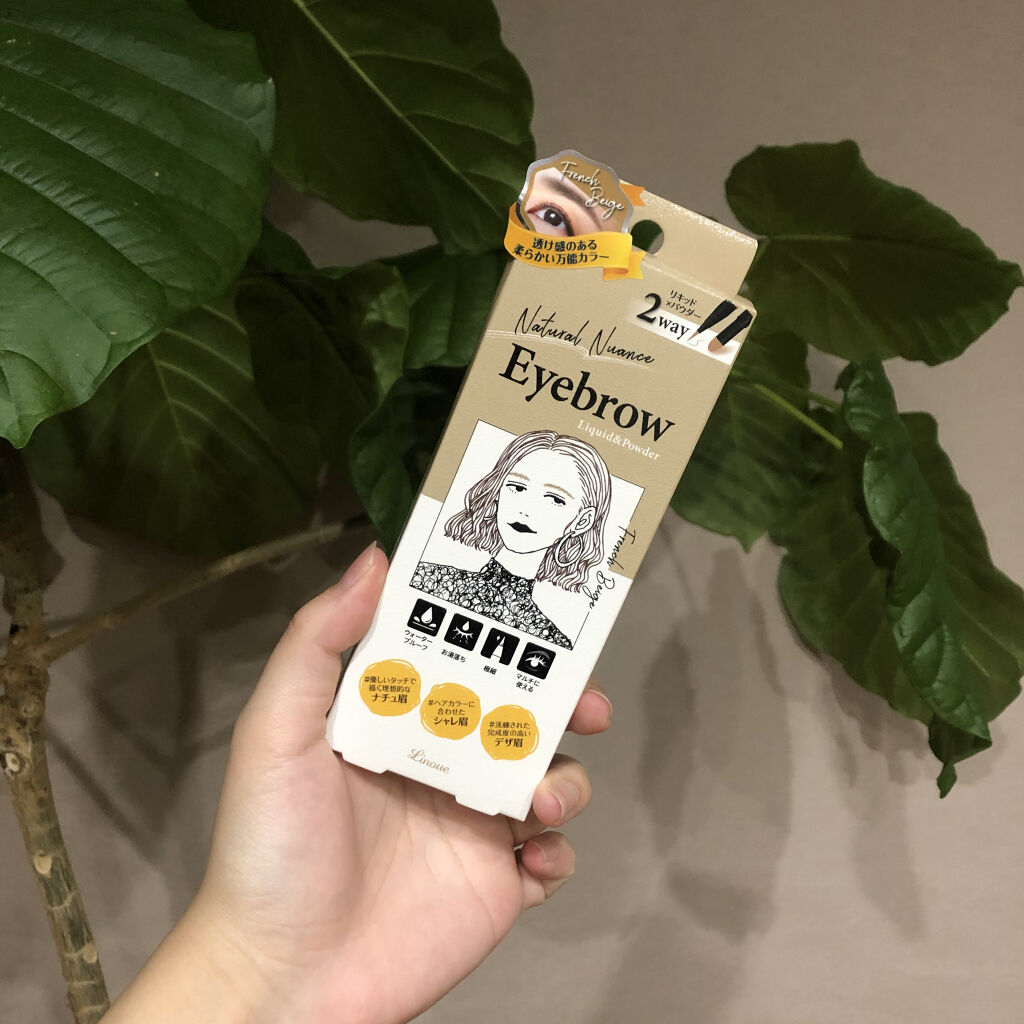 French
Beige
透け感のある
柔らかい万能カラー
リキッド
×パウダー
2way
Natural Nuance
Eyebrow
Liquid&Powder
French Beige
ウォーター
プルーフ
お湯落ち
極細
マルチに
使える
#優しいタッチで
描く理想的な
ナチュ眉
#ヘアカラーに
合わせた
シャレ眉
#洗練された
完成度の高い
デザ眉
Linoue